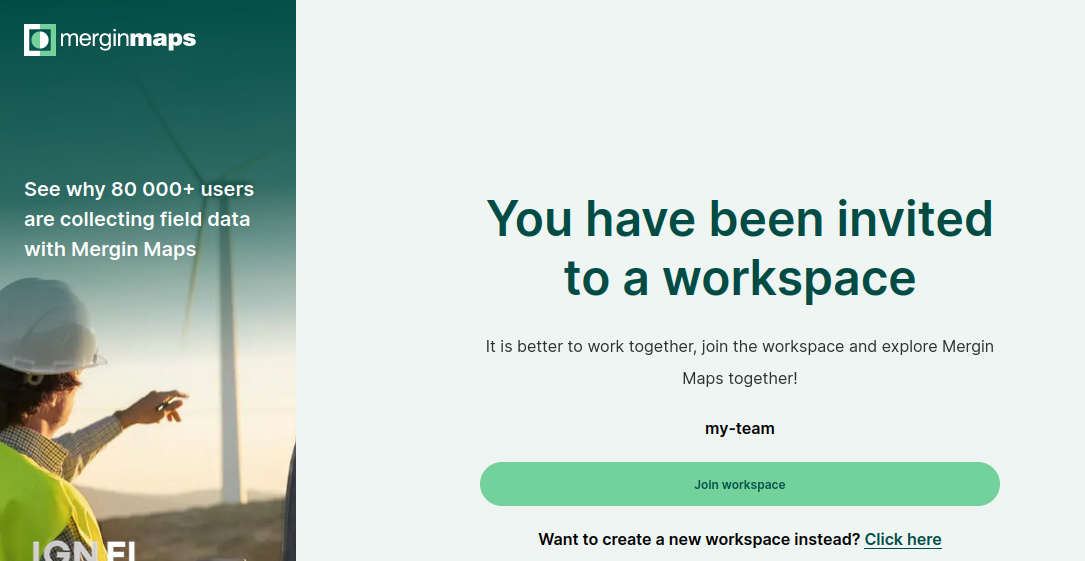 merginmaps
See why 80 000+ users
are collecting field data
with Mergin Maps
You have been invited
to a workspace
It is better to work together, join the workspace and explore Mergin
Maps together!
my-team
Join workspace
Want to create a new workspace instead? Click here